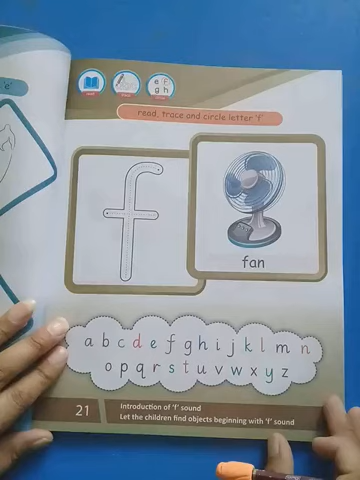 'e'
e F
g h
read, trace and circle letter 'f'
f
fan
a b c d e f g h i j k l m n
o p q r s t u v w x y z
21
Introduction of 'f' sound
Let the children find objects beginning with 'f' sound